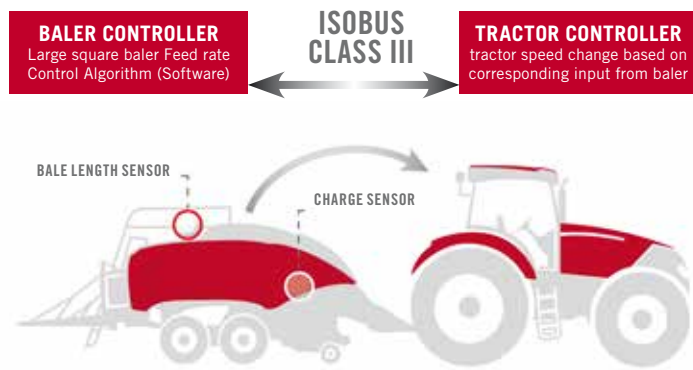 BALER CONTROLLER
Large square baler Feed rate
Control Algorithm (Software)
ISOBUS
CLASS III
TRACTOR CONTROLLER
tractor speed change based on
corresponding input from baler
BALE LENGTH SENSOR
CHARGE SENSOR